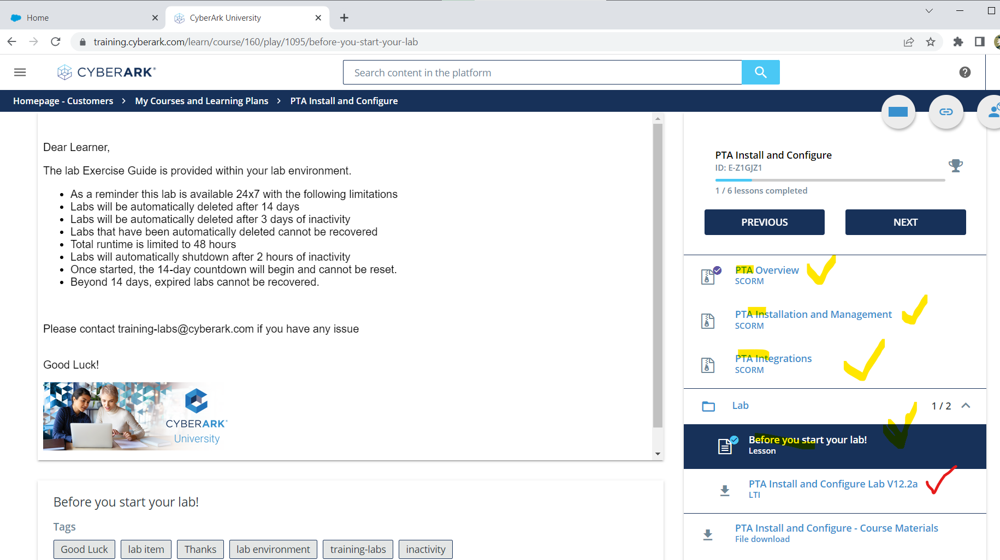 Home
CyberArk University
training.cyberark.com/learn/course/160/play/1095/before-you-start-your-lab
CYBERARK
Search content in the platform
Homepage - Customers > My Courses and Learning Plans > PTA Install and Configure
Dear Learner,
The lab Exercise Guide is provided within your lab environment.
• As a reminder this lab is available 24x7 with the following limitations
• Labs will be automatically deleted after 14 days
• Labs will be automatically deleted after 3 days of inactivity
• Labs that have been automatically deleted cannot be recovered
• Total runtime is limited to 48 hours
• Labs will automatically shutdown after 2 hours of inactivity
• Once started, the 14-day countdown will begin and cannot be reset.
• Beyond 14 days, expired labs cannot be recovered.
Please contact training-labs@cyberark.com if you have any issue
Good Luck!
CYBERARK
University
Before you start your lab!
Tags
Good Luck
lab item
Thanks
lab environment
training-labs
inactivity
PTA Install and Configure
ID: E-Z1GJZ1
1 / 6 lessons completed
PREVIOUS
NEXT
PTA Overview
SCORM
PTA Installation and Management
SCORM
PTA Integrations
SCORM
Lab
1 / 2
Before you start your lab!
Lesson
PTA Install and Configure Lab V12.2a
LTI
PTA Install and Configure - Course Materials
File download